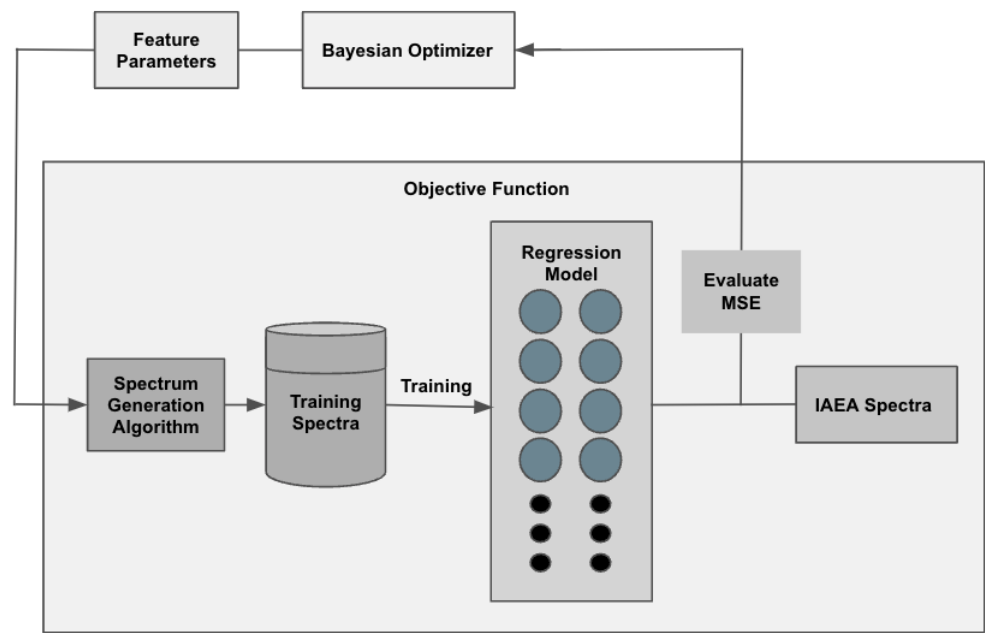 Feature
Parameters
Bayesian Optimizer
Objective Function
Regression
Model
Evaluate
MSE
Spectrum
Generation
Algorithm
Training
Spectra
Training
IAEA Spectra